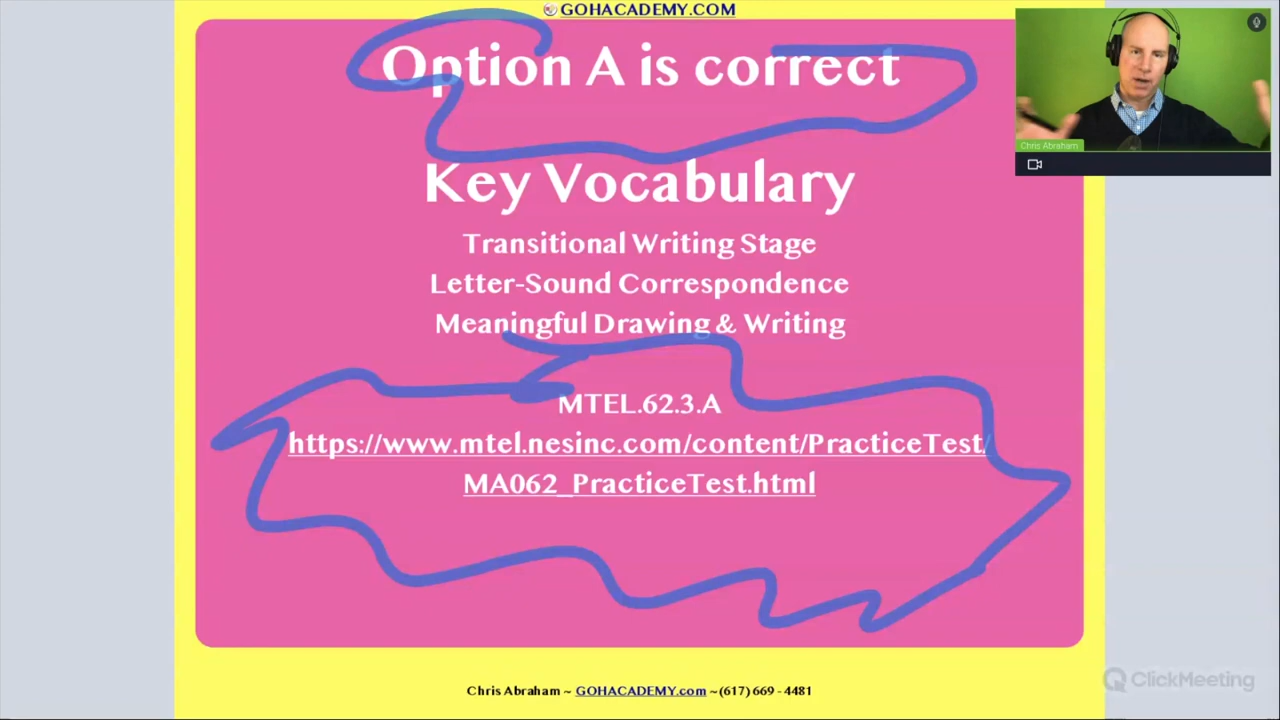 GOHACADEMY.COM
Option A is correct
Chris Abraham
Key Vocabulary
Transitional Writing Stage
Letter-Sound Correspondence
Meaningful Drawing & Writing
MTEL.62.3.A
https://www.mtel.nesinc.com/content/PracticeTest/
MA062_PracticeTest.html
ClickMeeting
Chris Abraham ~ GOHACADEMY.com ~(617) 669 - 4481